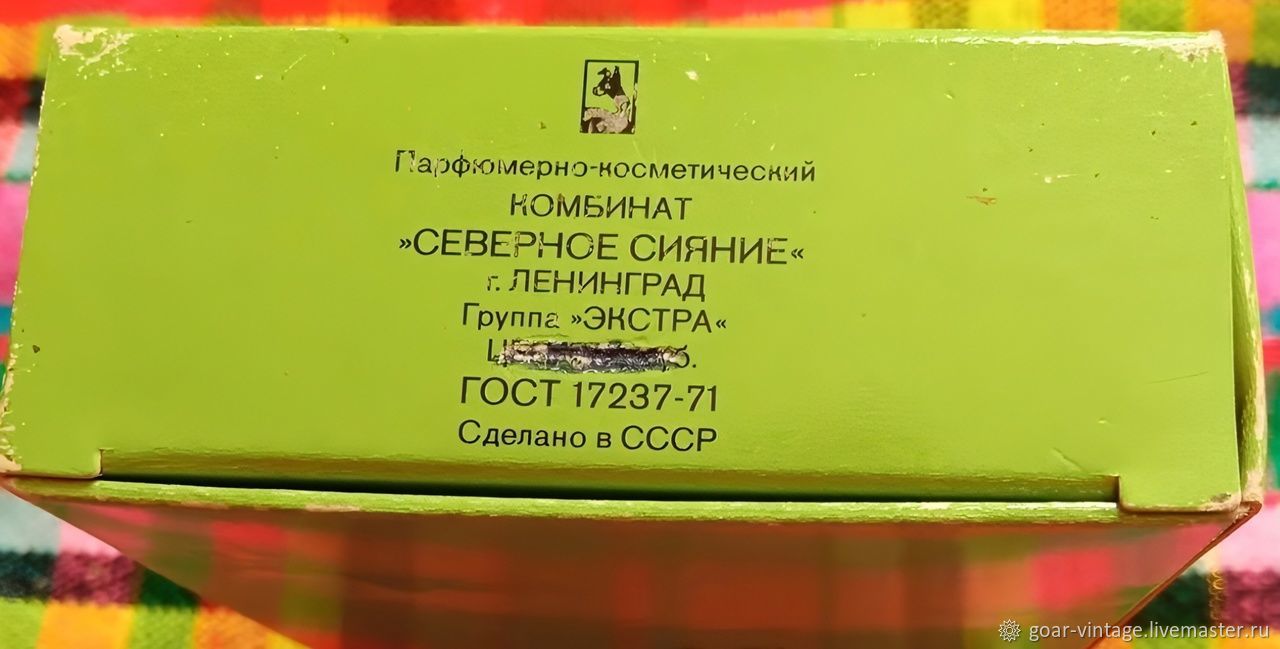 Парфюмерно-косметический
КОМБИНАТ
»СЕВЕРНОЕ СИЯНИЕ«
г. ЛЕНИНГРАД
Группа »ЭКСТРА«
ГОСТ 17237-71
Сделано в СССР
goar-vintage.livemaster.ru